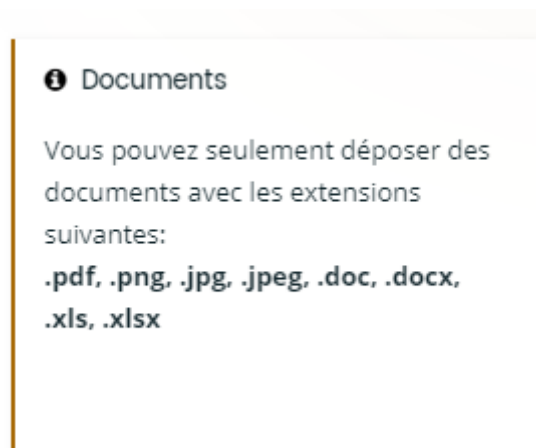 Documents
Vous pouvez seulement déposer des
documents avec les extensions
suivantes:
.pdf, .png, .jpg, .jpeg, .doc, .docx,
.xls, .xlsx